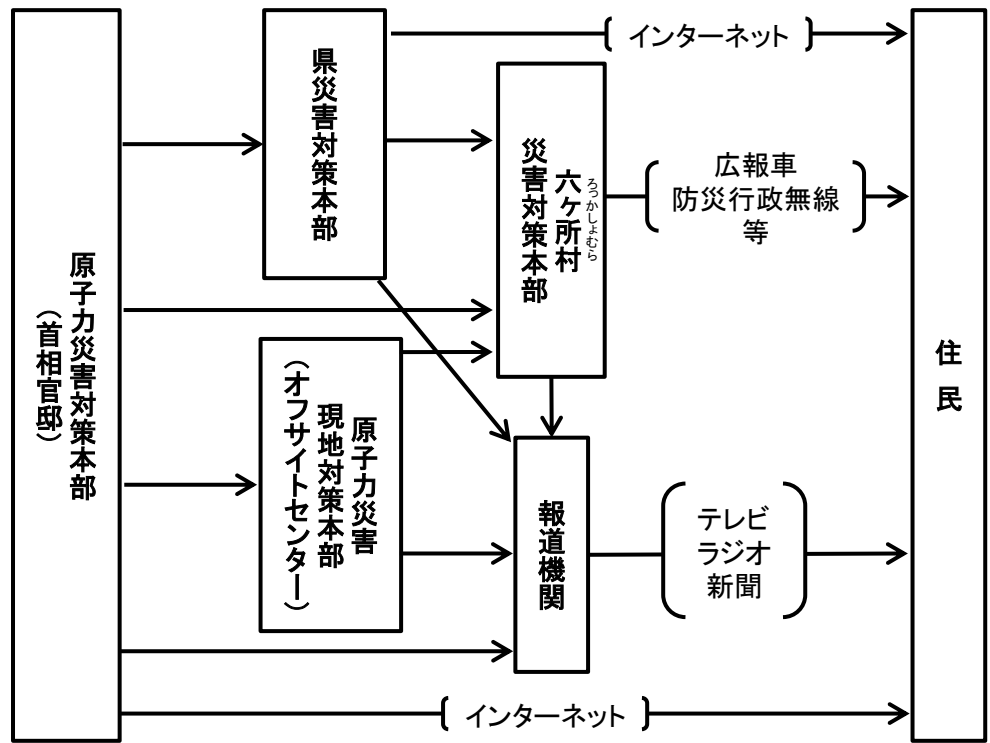 原子力災害対策本部
（首相官邸）
県災害対策本部
インターネット
六ヶ所村
ろっかしょむら
災害対策本部
広報車
防災行政無線
等
原子力災害
現地対策本部
（オフサイトセンター）
報道機関
テレビ
ラジオ
新聞
インターネット
住民